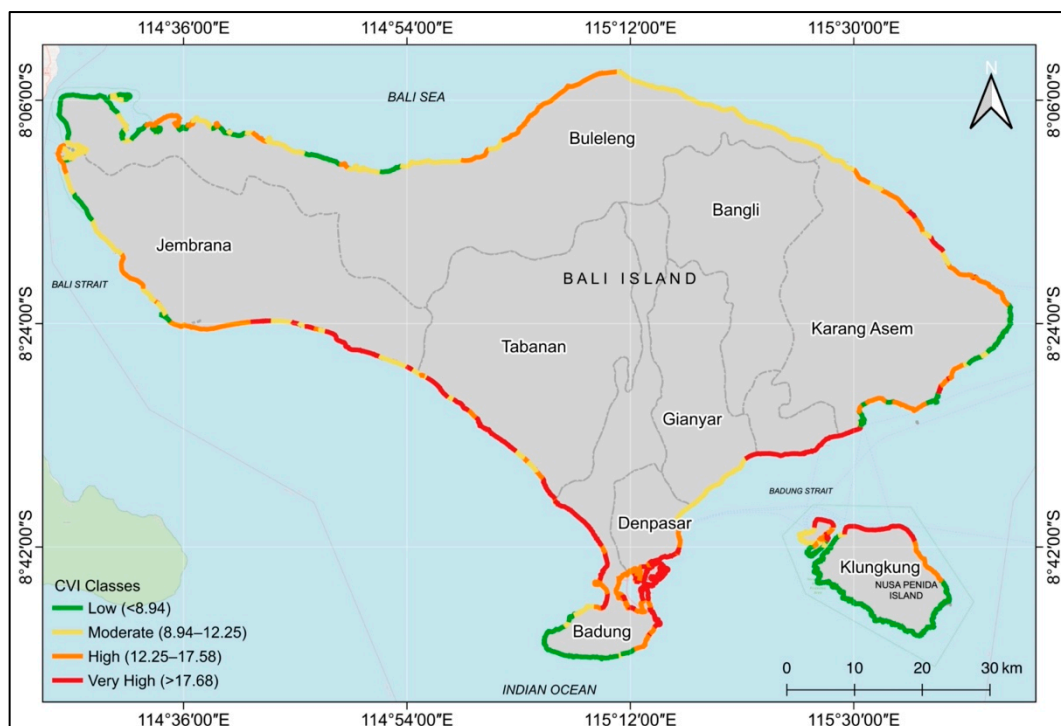 114°36'00"E 114°54'00"E 115°12'00"E 115°30'00"E
8°06'00"S
8°24'00"S
8°42'00"S
N
8°06'00"S
8°24'00"S
8°42'00"S
BALI SEA
Buleleng
Bangli
Jembrana
BALI ISLAND
BALI STRAIT
Tabanan
Karang Asem
Gianyar
BADUNG STRAIT
Denpasar
Klungkung
NUSA PENIDA
ISLAND
Badung
INDIAN OCEAN
CVI Classes
Low (<8.94)
Moderate (8.94–12.25)
High (12.25–17.58)
Very High (>17.68)
0 10 20 30 km
114°36'00"E 114°54'00"E 115°12'00"E 115°30'00"E